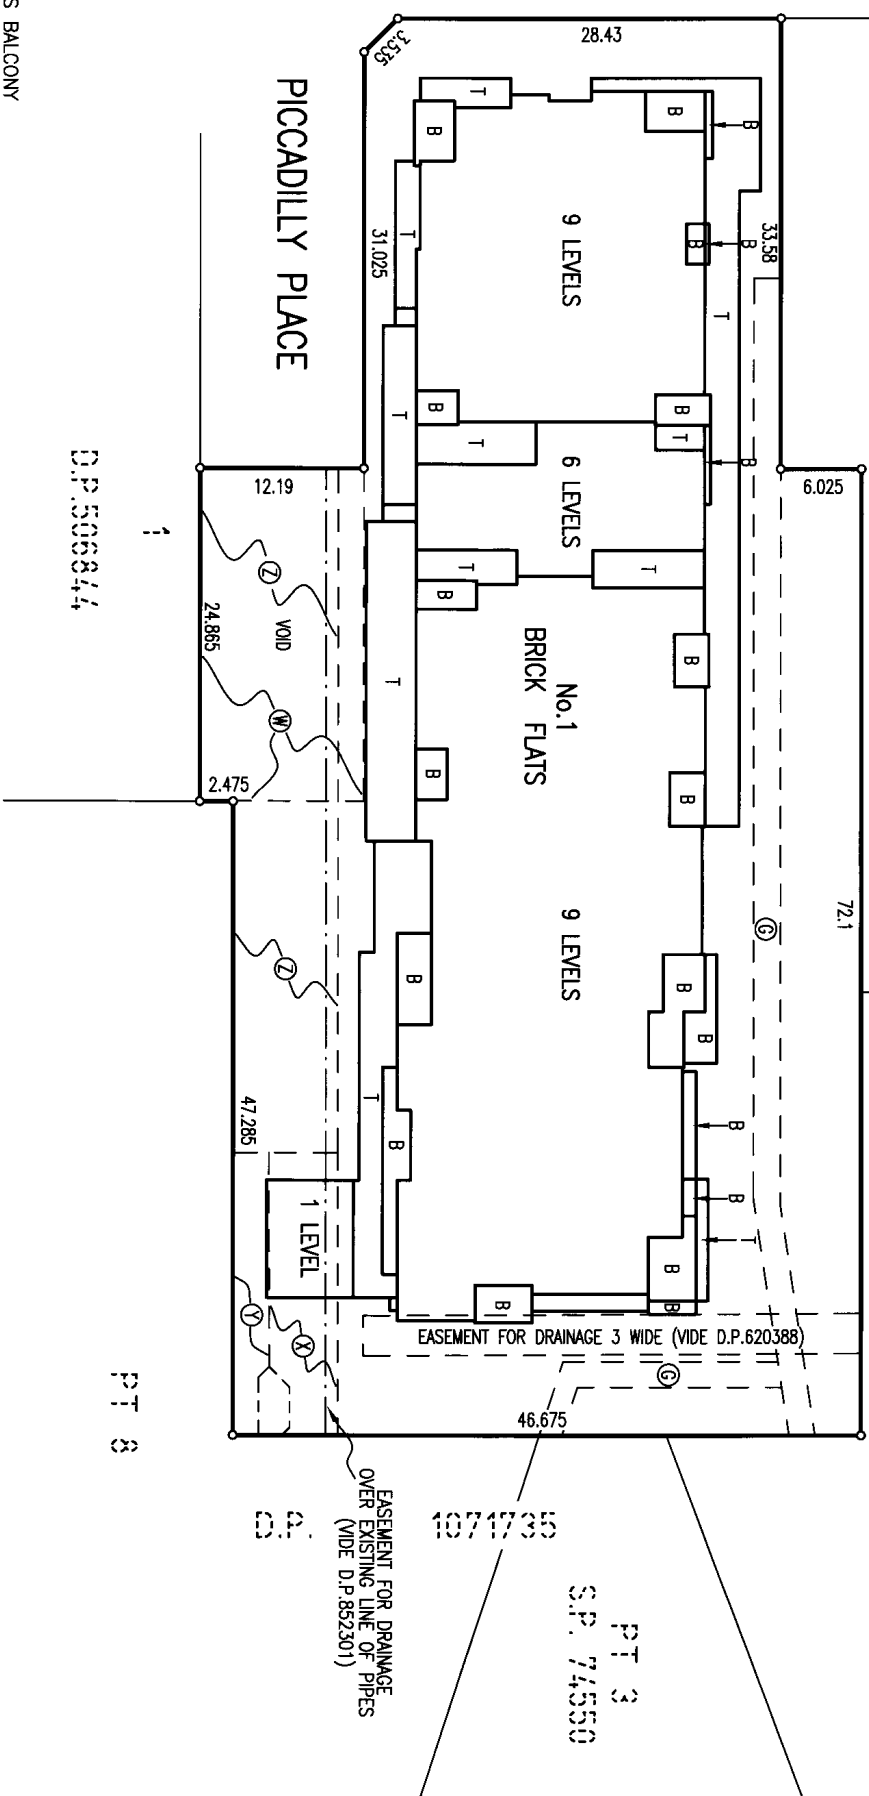 S BALCONY
PICCADILLY PLACE
28.43
3.535
31.025
33.58
6.025
72.1
12.19
24.865
2.475
47.285
46.675
9 LEVELS
6 LEVELS
No.1
BRICK FLATS
9 LEVELS
1 LEVEL
VOID
T
B
B
B
B
T
T
T
B
T
B
T
B
T
T
B
T
B
B
B
B
B
B
T
B
B
B
T
B
B
B
Z
W
Z
Y
X
G
G
EASEMENT FOR DRAINAGE 3 WIDE (VIDE D.P.620388)
EASEMENT FOR DRAINAGE
OVER EXISTING LINE OF PIPES
(VIDE D.P.852301)
1
D.P.506844
PT 8
D.P. 1071735
PT 3
S.P. 74550